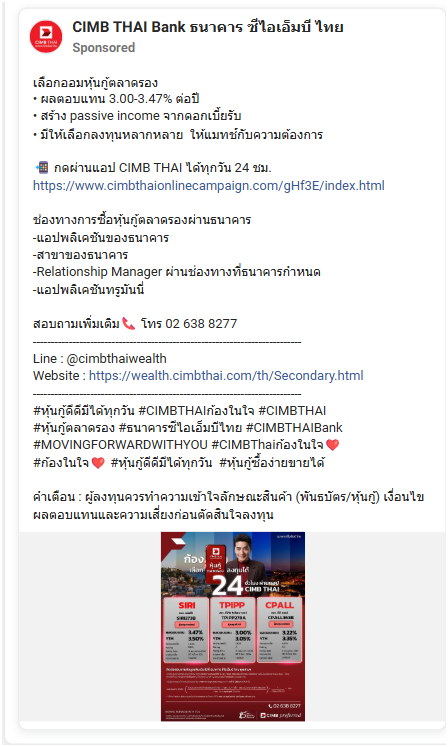 CIMB THAI Bank ธนาคาร ซีไอเอ็มบี ไทย
Sponsored
เลือกออมหุ้นกู้ตลาดรอง
• ผลตอบแทน 3.00-3.47% ต่อปี
• สร้าง passive income จากดอกเบี้ยรับ
• มีให้เลือกลงทุนหลากหลาย ให้แมทช์กับความต้องการ
กดผ่านแอป CIMB THAI ได้ทุกวัน 24 ชม.
https://www.cimbthaionlinecampaign.com/gHf3E/index.html
ช่องทางการซื้อหุ้นกู้ตลาดรองผ่านธนาคาร
-แอปพลิเคชันของธนาคาร
-สาขาของธนาคาร
-Relationship Manager ผ่านช่องทางที่ธนาคารกำหนด
-แอปพลิเคชันทรูมันนี่
สอบถามเพิ่มเติม📞 โทร 02 638 8277
------------------------------------------------------------
Line : @cimbthaiwealth
Website : https://wealth.cimbthai.com/th/Secondary.html
------------------------------------------------------------
#หุ้นกู้ดีดีมีได้ทุกวัน #CIMBTHAIก้องในใจ #CIMBTHAI
#หุ้นกู้ตลาดรอง #ธนาคารซีไอเอ็มบีไทย #CIMBTHAIBank
#MOVINGFORWARDWITHYOU #CIMBThaiก้องในใจ❤️
#ก้องในใจ❤️ #หุ้นกู้ดีดีมีได้ทุกวัน #หุ้นกู้ซื้อง่ายขายได้
คำเตือน : ผู้ลงทุนควรทำความเข้าใจลักษณะสินค้า (พันธบัตร/หุ้นกู้) เงื่อนไข
ผลตอบแทนและความเสี่ยงก่อนตัดสินใจลงทุน
ก้อง
หุ้นกู้ ลงทุนได้
24
CIMB THAI
SIRI TPIPP CPALL
3.47% 3.00% 3.22%
3.50% 3.05%
02 638 8277
CIMB preferred